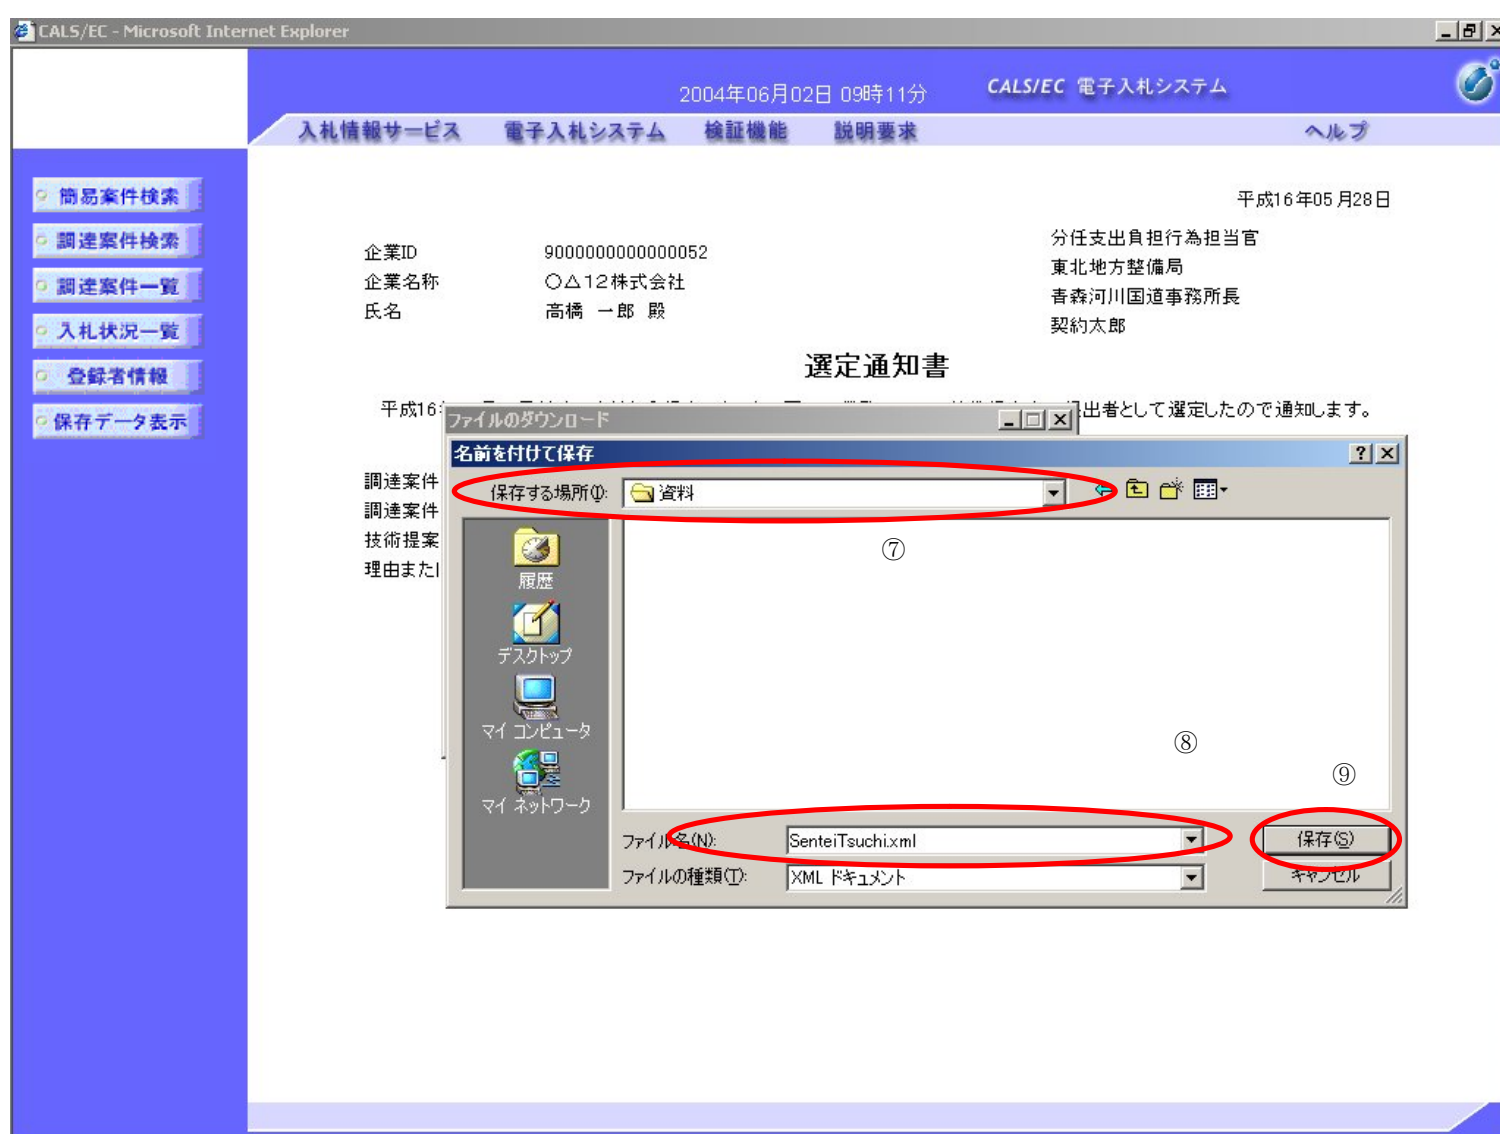 CALS/EC - Microsoft Internet Explorer
2004年06月02日 09時11分
CALS/EC 電子入札システム
入札情報サービス 電子入札システム 検証機能 説明要求 ヘルプ
簡易案件検索
調達案件検索
調達案件一覧
入札状況一覧
登録者情報
保存データ表示
平成16年05月28日
分任支出負担行為担当官
東北地方整備局
青森河川国道事務所長
契約太郎
企業ID 9000000000000052
企業名称 ○△12株式会社
氏名 高橋 一郎 殿
選定通知書
平成16
出者として選定したので通知します。
調達案件
調達案件
技術提案
理由また
ファイルのダウンロード
名前を付けて保存
保存する場所(I): 資料
⑦
履歴
デスクトップ
マイ コンピュータ
マイ ネットワーク
⑧
⑨
ファイル名(N): SenteiTsuchi.xml 保存(S)
ファイルの種類(T): XML ドキュメント キャンセル